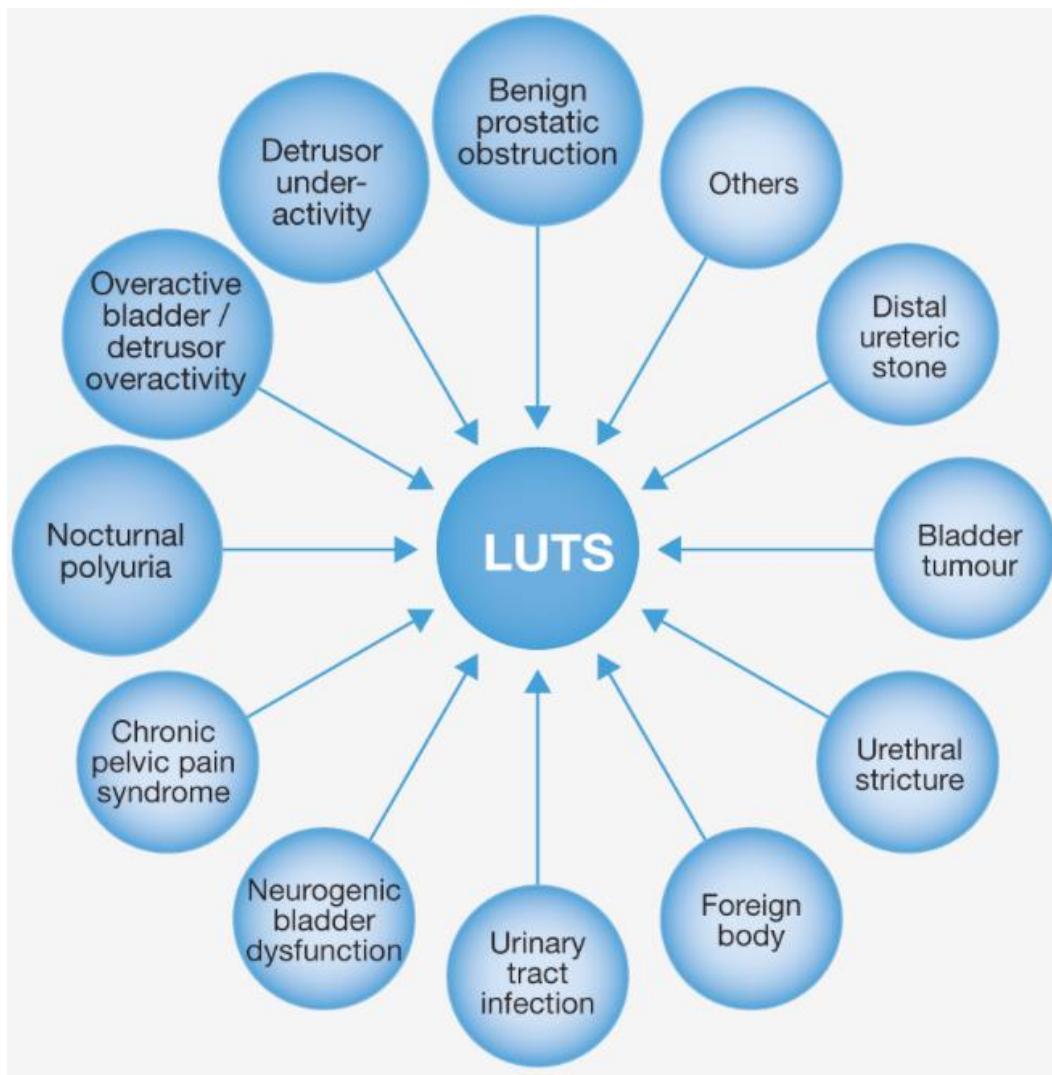 Benign
prostatic
obstruction
Others
Distal
ureteric
stone
Bladder
tumour
Urethral
stricture
Foreign
body
Urinary
tract
infection
Neurogenic
bladder
dysfunction
Chronic
pelvic pain
syndrome
Nocturnal
polyuria
Overactive
bladder /
detrusor
overactivity
Detrusor
under-
activity
LUTS